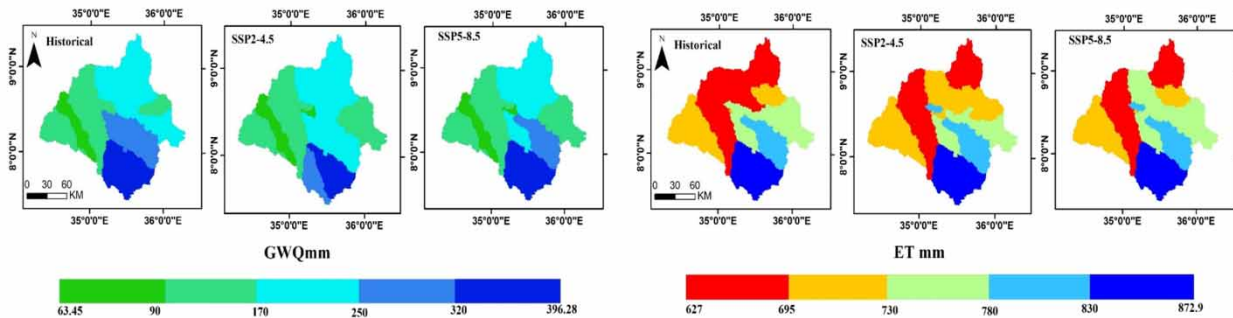 35°0'0"E 36°0'0"E 35°0'0"E 36°0'0"E 35°0'0"E 36°0'0"E
35°0'0"E 36°0'0"E 35°0'0"E 36°0'0"E 35°0'0"E 36°0'0"E
N Historical SSP2-4.5 SSP5-8.5
N Historical SSP2-4.5 SSP5-8.5
9°0'0"N 9°0'0"N 9°0'0"N
9°0'0"N 9°0'0"N 9°0'0"N
8°0'0"N 8°0'0"N 8°0'0"N
8°0'0"N 8°0'0"N 8°0'0"N
0 30 60
KM
0 30 60
KM
35°0'0"E 36°0'0"E 35°0'0"E 36°0'0"E 35°0'0"E 36°0'0"E
35°0'0"E 36°0'0"E 35°0'0"E 36°0'0"E 35°0'0"E 36°0'0"E
GWQmm
63.45 90 170 250 320 396.28
ET mm
627 695 730 780 830 872.9